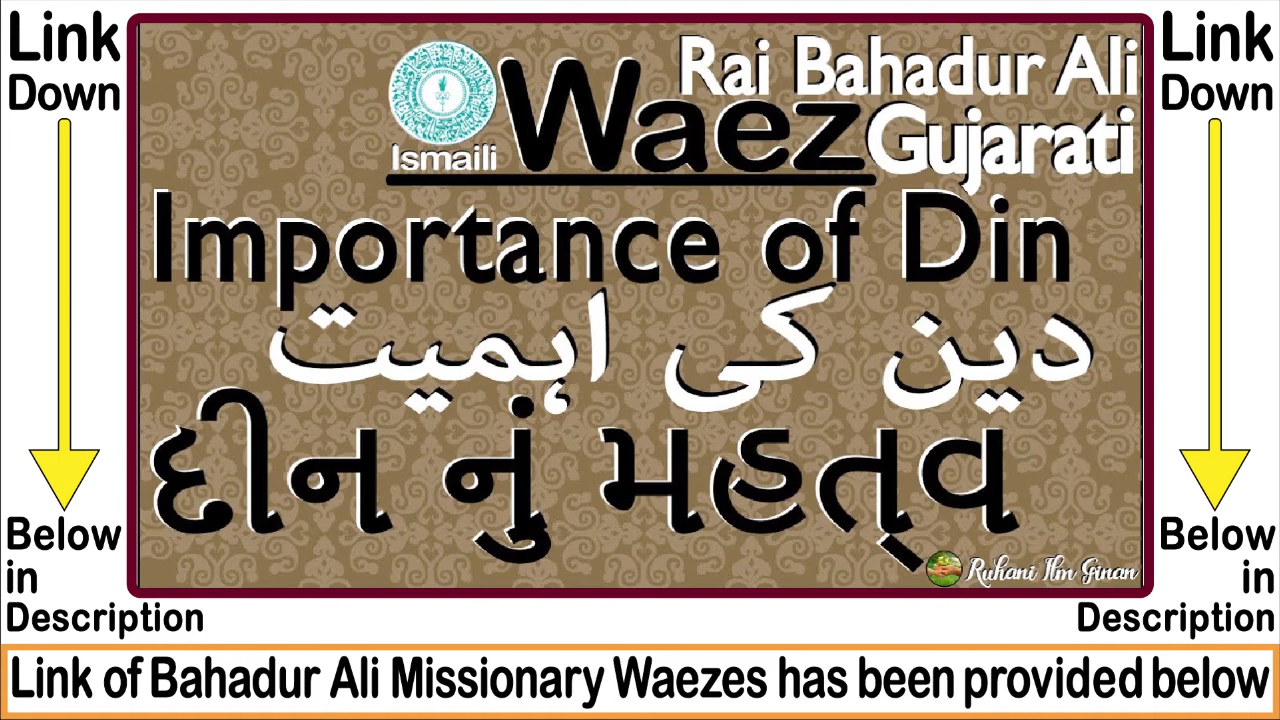 Link
Down
Below
in
Description
Rai Bahadur Ali
Waez
Gujarati
Ismaili
Importance of Din
دین کی اہمیت
દીન નું મહત્વ
Ruhani Ilm Ginan
Link
Down
Below
in
Description
Link of Bahadur Ali Missionary Waezes has been provided below